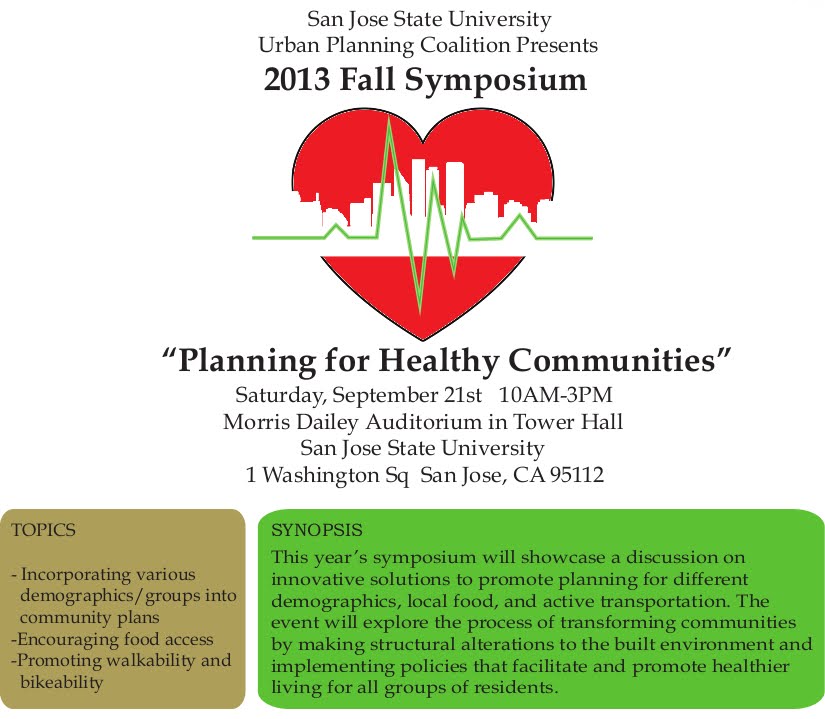 San Jose State University
Urban Planning Coalition Presents
2013 Fall Symposium
“Planning for Healthy Communities”
Saturday, September 21st   10AM-3PM
Morris Dailey Auditorium in Tower Hall
San Jose State University
1 Washington Sq  San Jose, CA 95112
TOPICS
- Incorporating various
demographics/groups into
community plans
-Encouraging food access
-Promoting walkability and
bikeability
SYNOPSIS
This year’s symposium will showcase a discussion on
innovative solutions to promote planning for different
demographics, local food, and active transportation. The
event will explore the process of transforming communities
by making structural alterations to the built environment and
implementing policies that facilitate and promote healthier
living for all groups of residents.